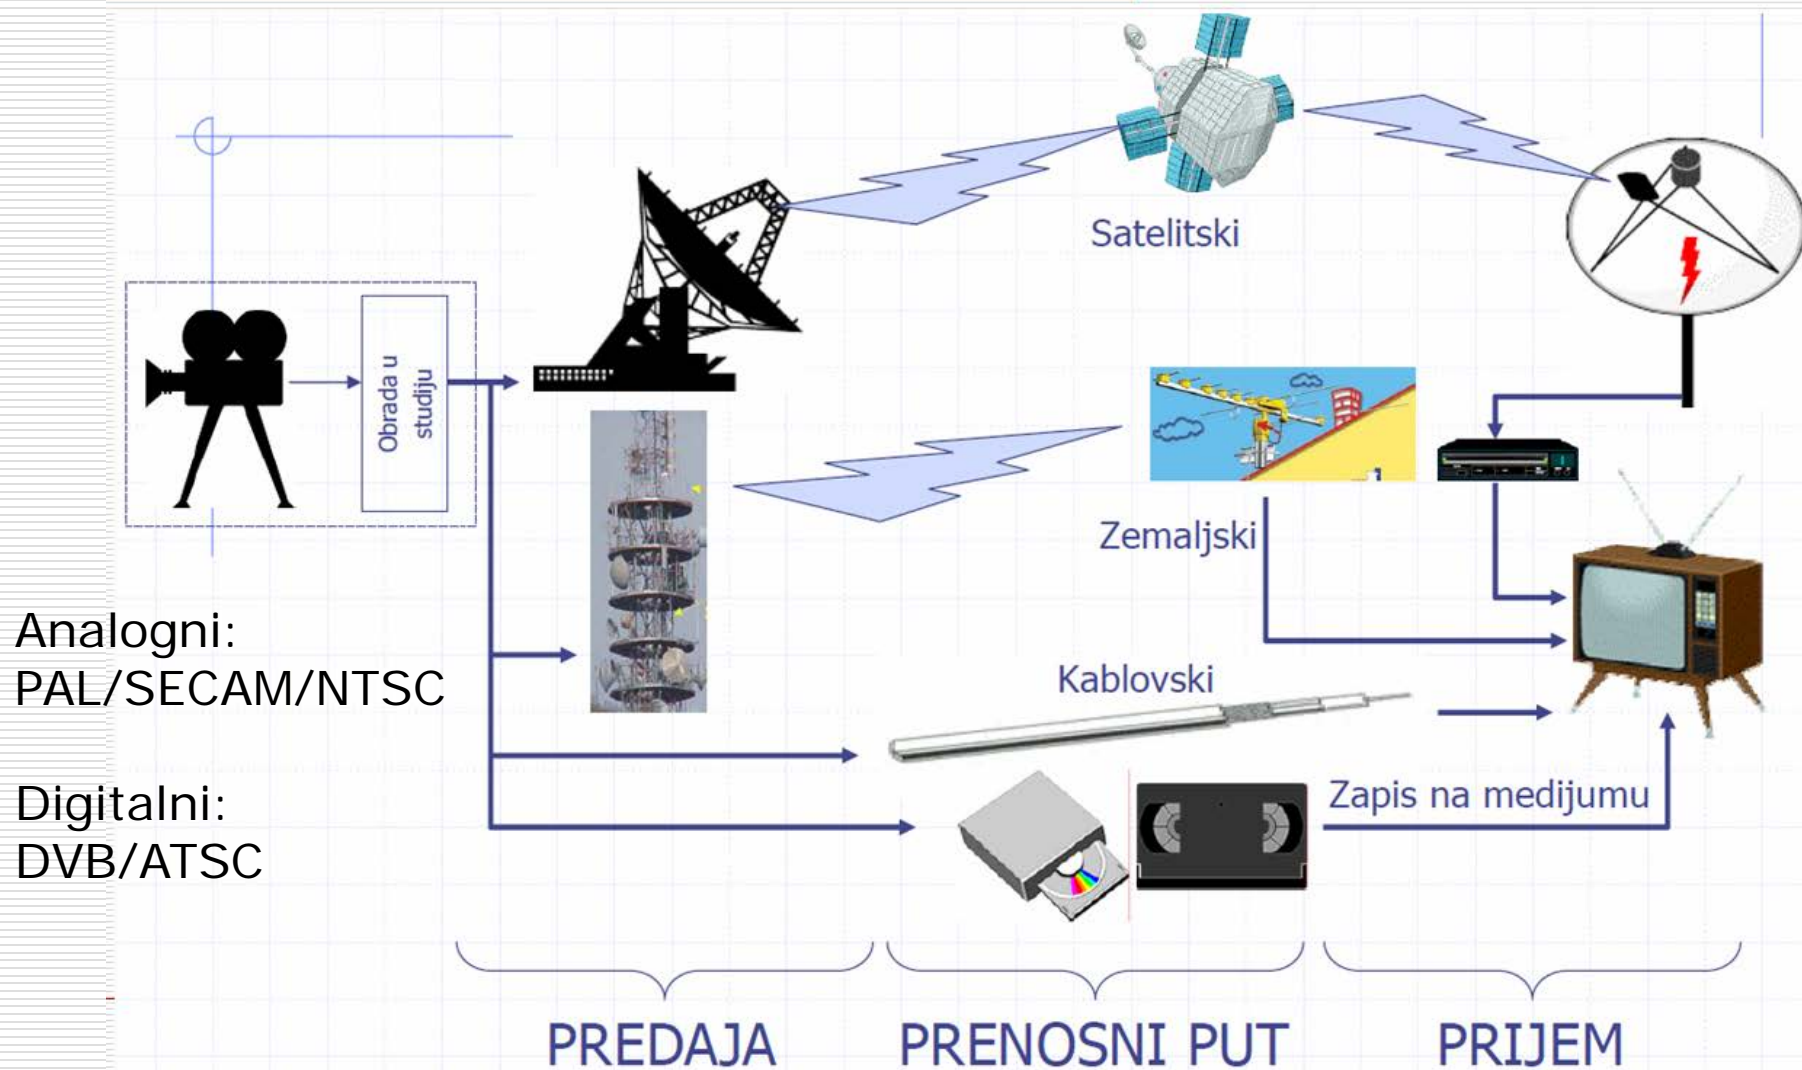 Satelitski
Obrada u
studiju
Zemaljski
Analogni:
PAL/SECAM/NTSC
Kablovski
Digitalni:
DVB/ATSC
Zapis na medijumu
PREDAJA
PRENOSNI PUT
PRIJEM